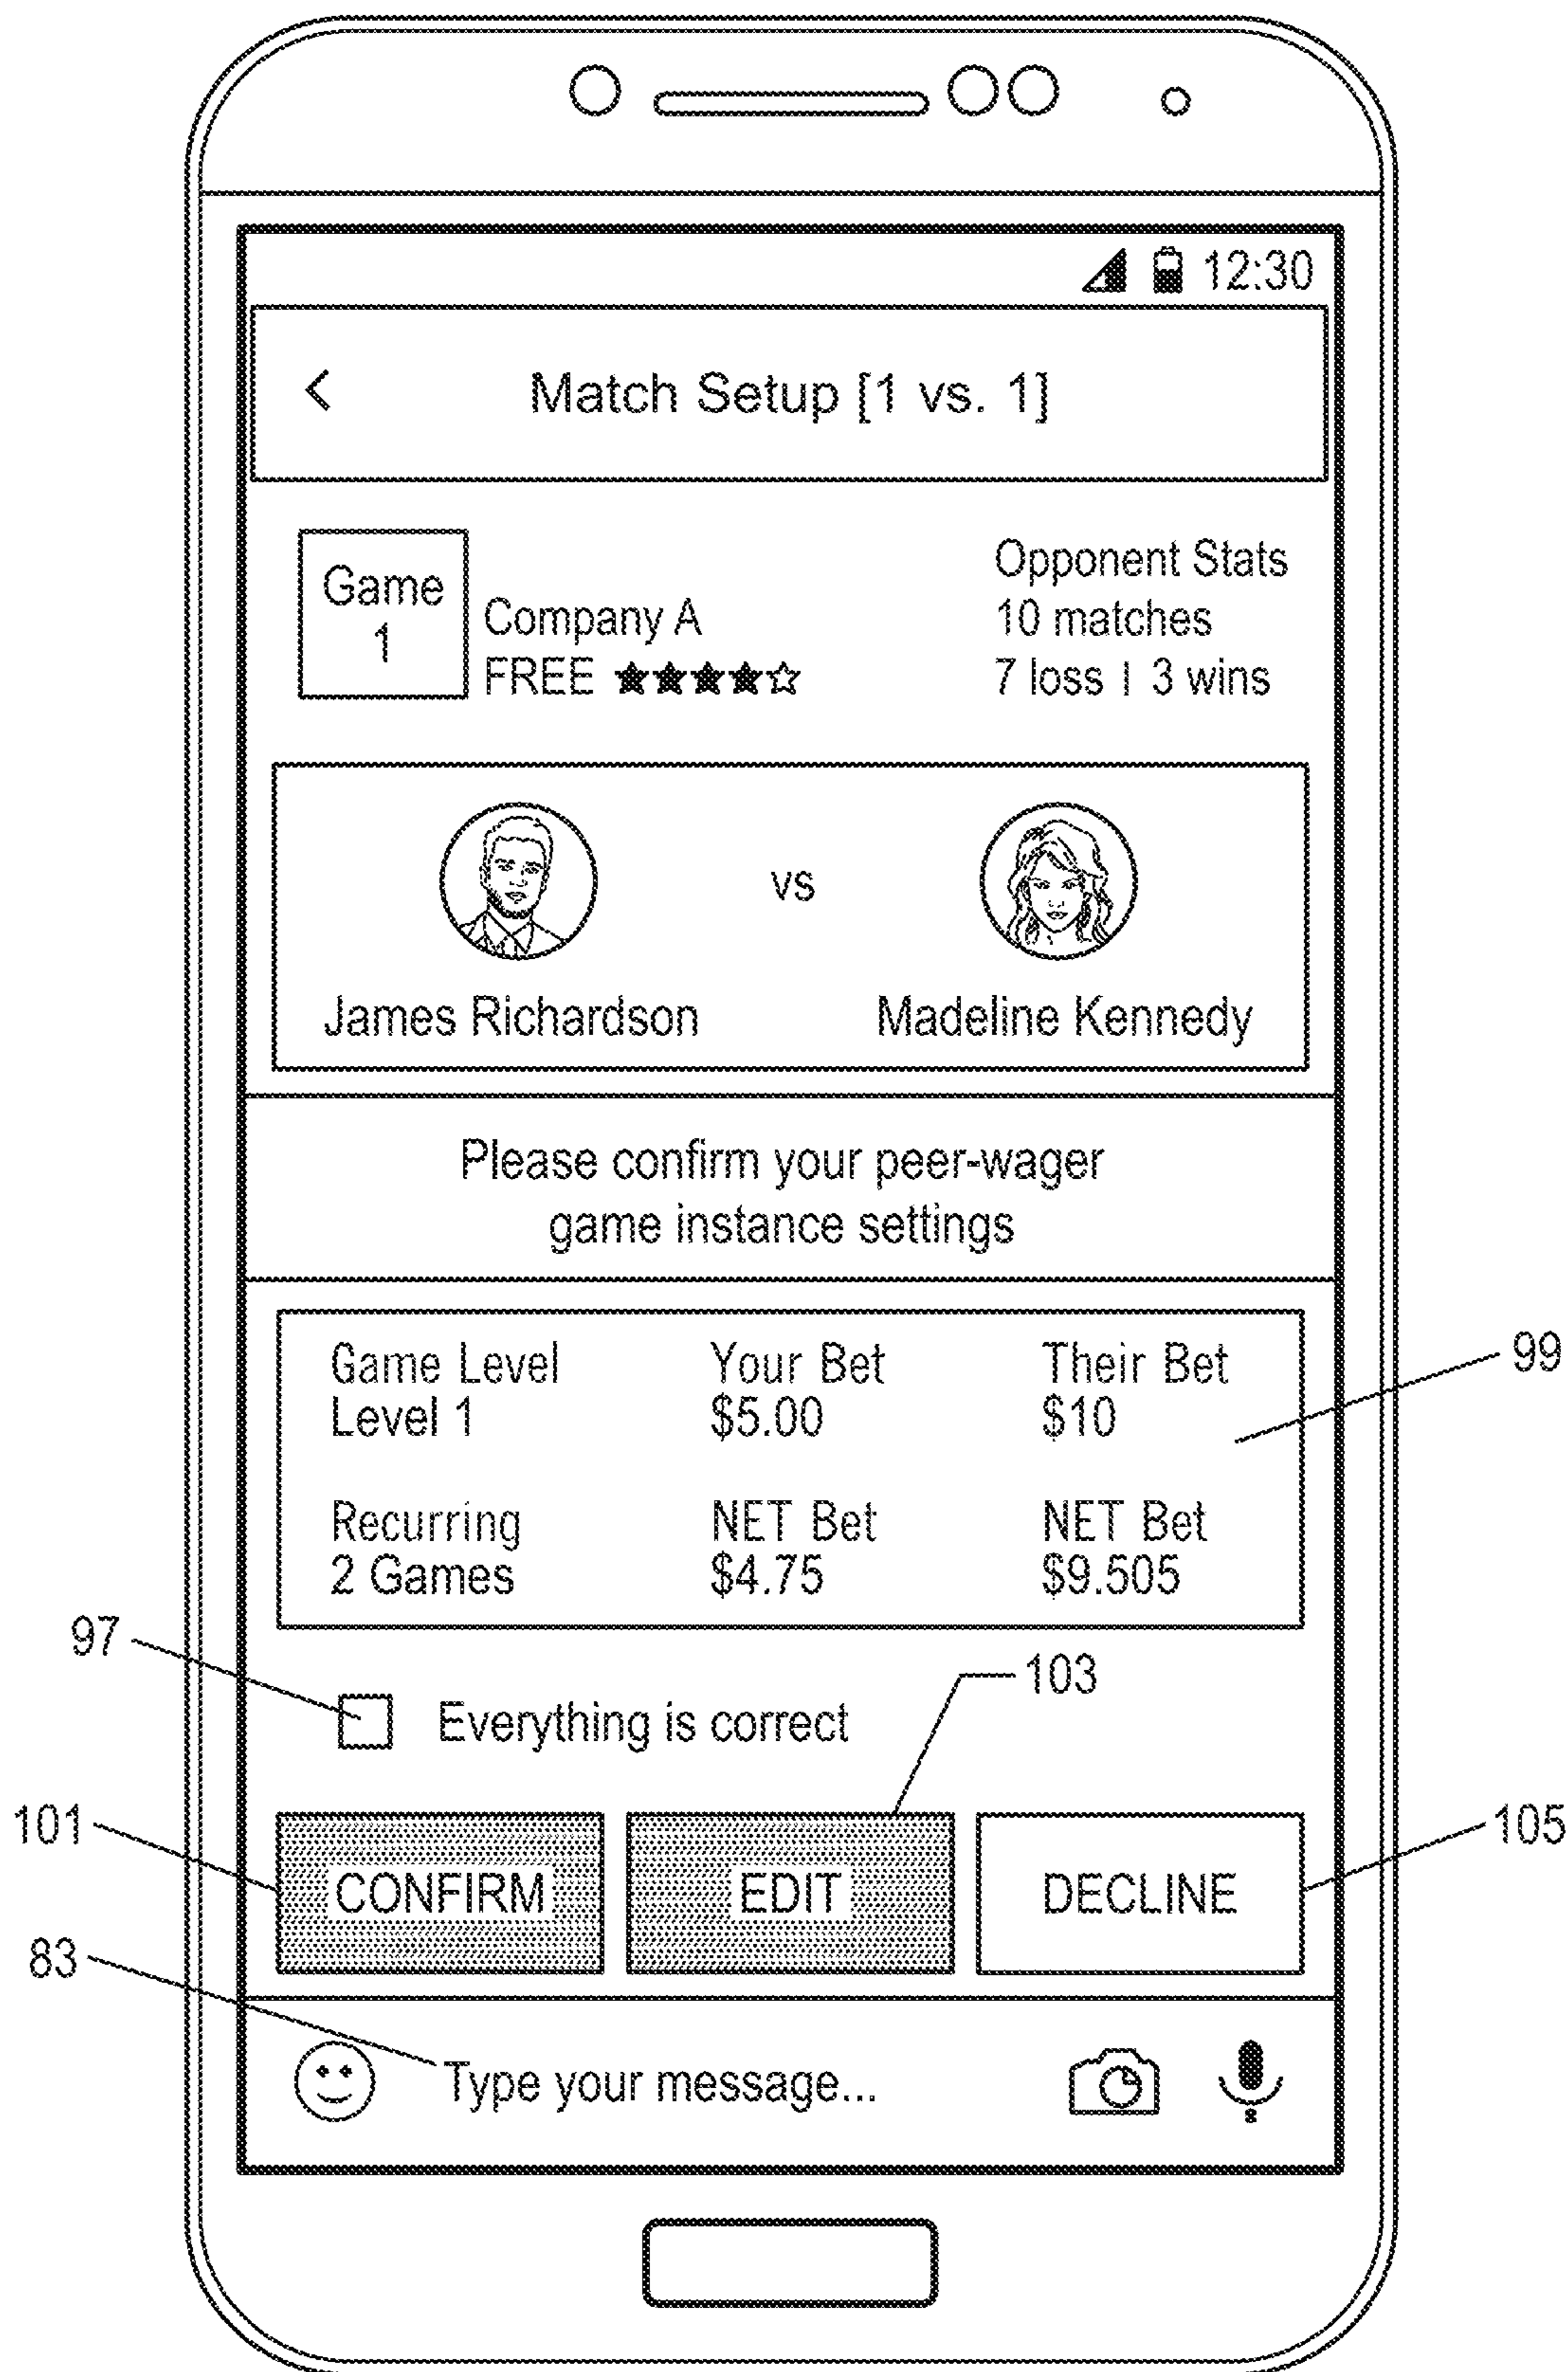 12:30
< Match Setup [1 vs. 1]
Game
1
Company A
FREE ★★★★☆
Opponent Stats
10 matches
7 loss | 3 wins
vs
James Richardson
Madeline Kennedy
Please confirm your peer-wager
game instance settings
Game Level
Level 1
Your Bet
$5.00
Their Bet
$10
99
Recurring
2 Games
NET Bet
$4.75
NET Bet
$9.505
97
103
Everything is correct
101
CONFIRM
EDIT
DECLINE
105
83
Type your message...